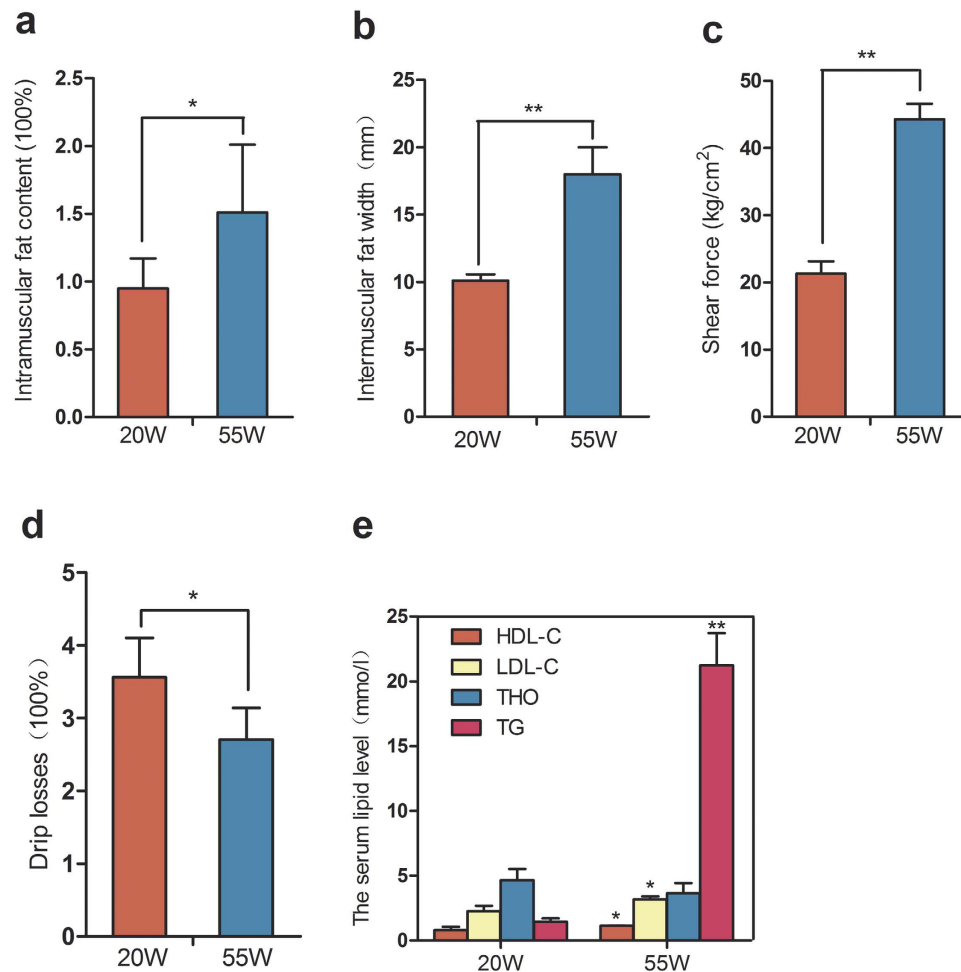 a
Intramuscular fat content (100%)
2.5
2.0
1.5
1.0
0.5
0.0
*
20W 55W
b
Intermuscular fat width（mm）
25
20
15
10
5
0
**
20W 55W
c
Shear force (kg/cm²)
50
40
30
20
10
0
**
20W 55W
d
Drip losses（100%）
5
4
3
2
1
0
*
20W 55W
e
The serum lipid level（mmo/l）
25
20
15
10
5
0
HDL-C
LDL-C
THO
TG
*
*
**
20W 55W